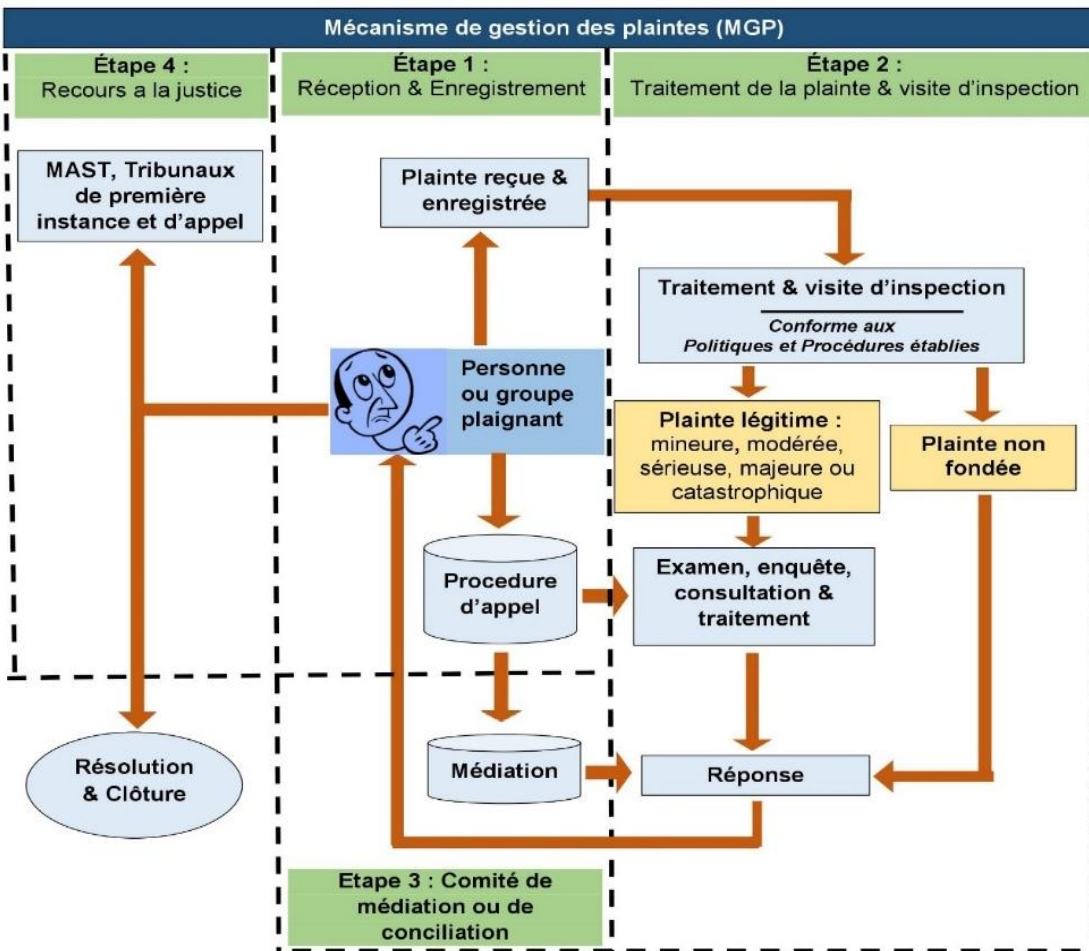 Mécanisme de gestion des plaintes (MGP)
Étape 4 :
Recours a la justice
Étape 1 :
Réception & Enregistrement
Étape 2 :
Traitement de la plainte & visite d'inspection
MAST, Tribunaux
de première
instance et d'appel
Plainte reçue &
enregistrée
Traitement & visite d'inspection
Conforme aux
Politiques et Procédures établies
Personne
ou groupe
plaignant
Plainte légitime :
mineure, modérée,
sérieuse, majeure ou
catastrophique
Plainte non
fondée
Procedure
d'appel
Examen, enquête,
consultation &
traitement
Résolution
& Clôture
Médiation
Réponse
Etape 3 : Comité de
médiation ou de
conciliation